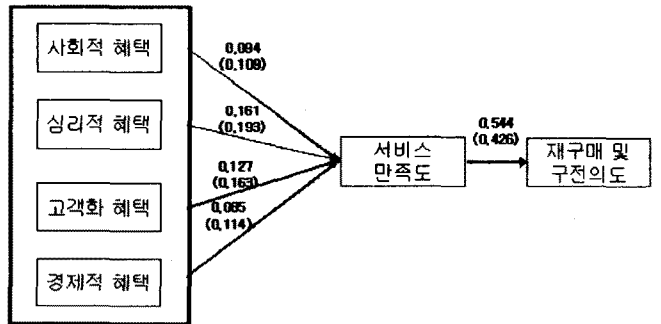 사회적 혜택
0.094
(0.109)
심리적 혜택
0.161
(0.193)
0.544
(0.426)
서비스
만족도
재구매 및
구전의도
0.127
(0.163)
고객화 혜택
0.085
(0.114)
경제적 혜택